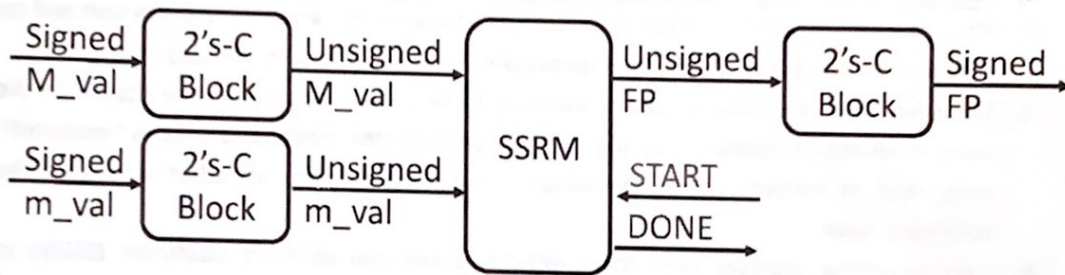 Signed
M_val
2's-C
Block
Unsigned
M_val
Signed
m_val
2's-C
Block
Unsigned
m_val
SSRM
Unsigned
FP
START
DONE
2's-C
Block
Signed
FP